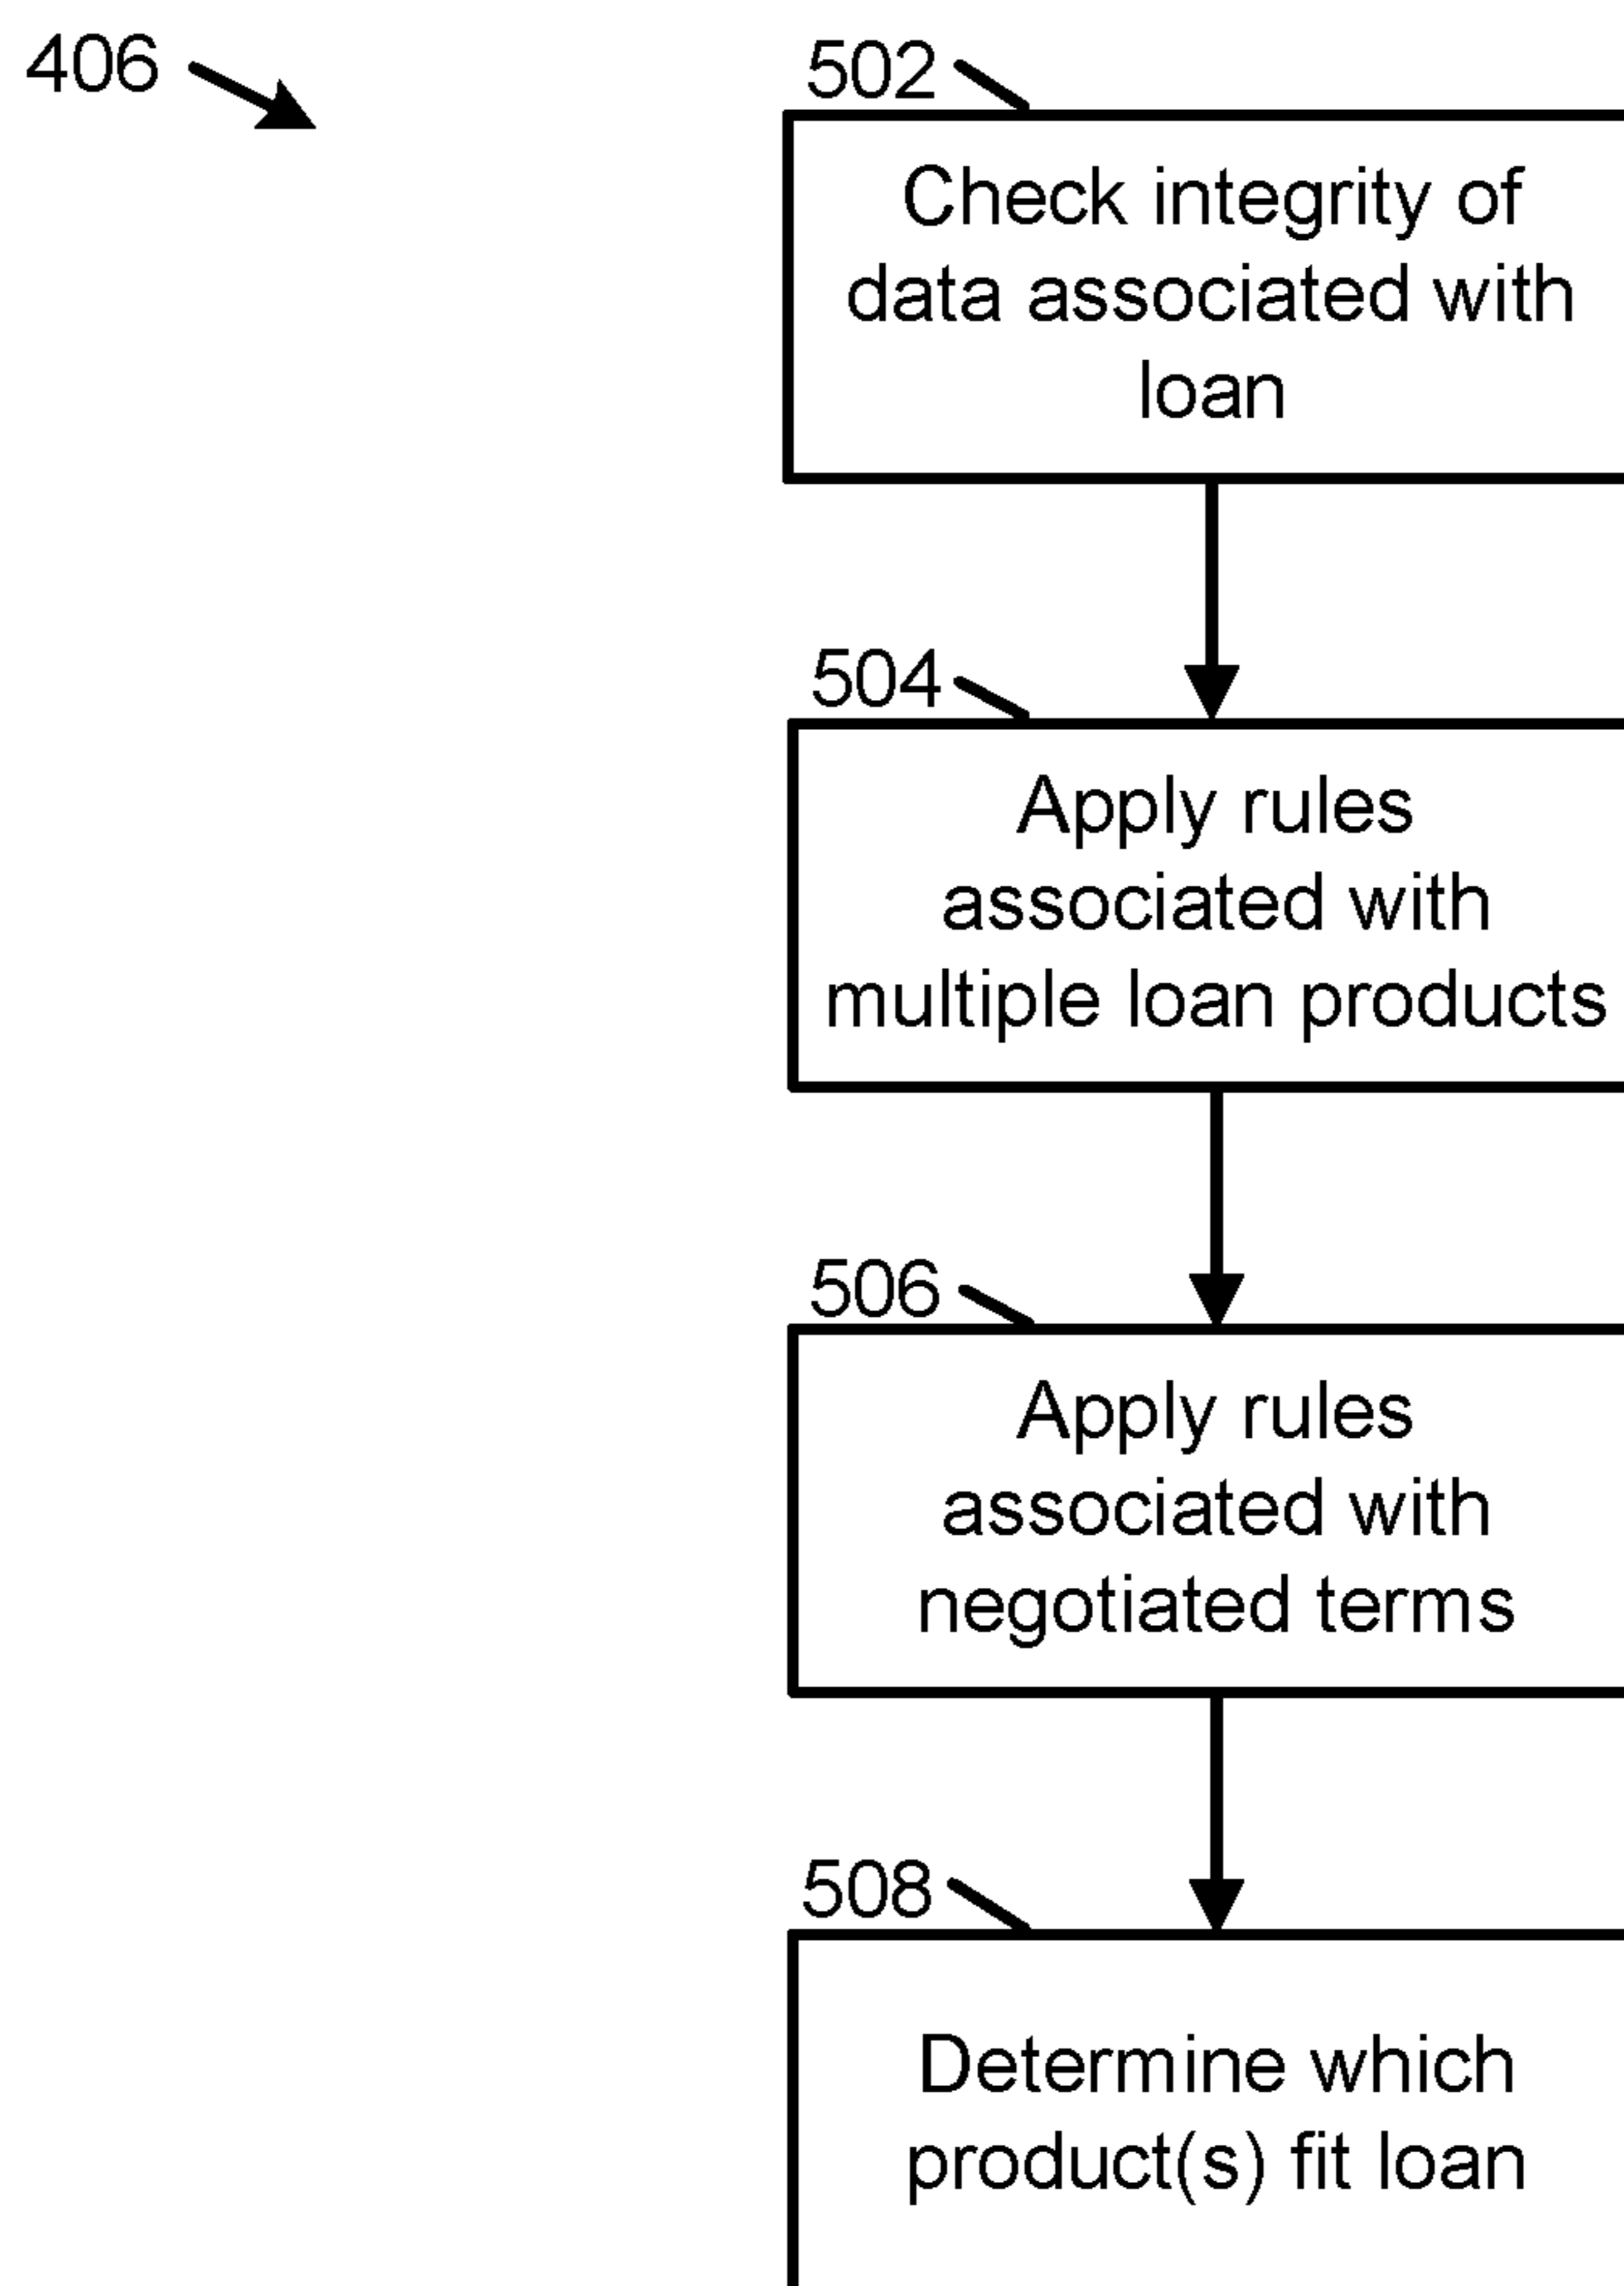 406
502
Check integrity of
data associated with
loan
504
Apply rules
associated with
multiple loan products
506
Apply rules
associated with
negotiated terms
508
Determine which
product(s) fit loan